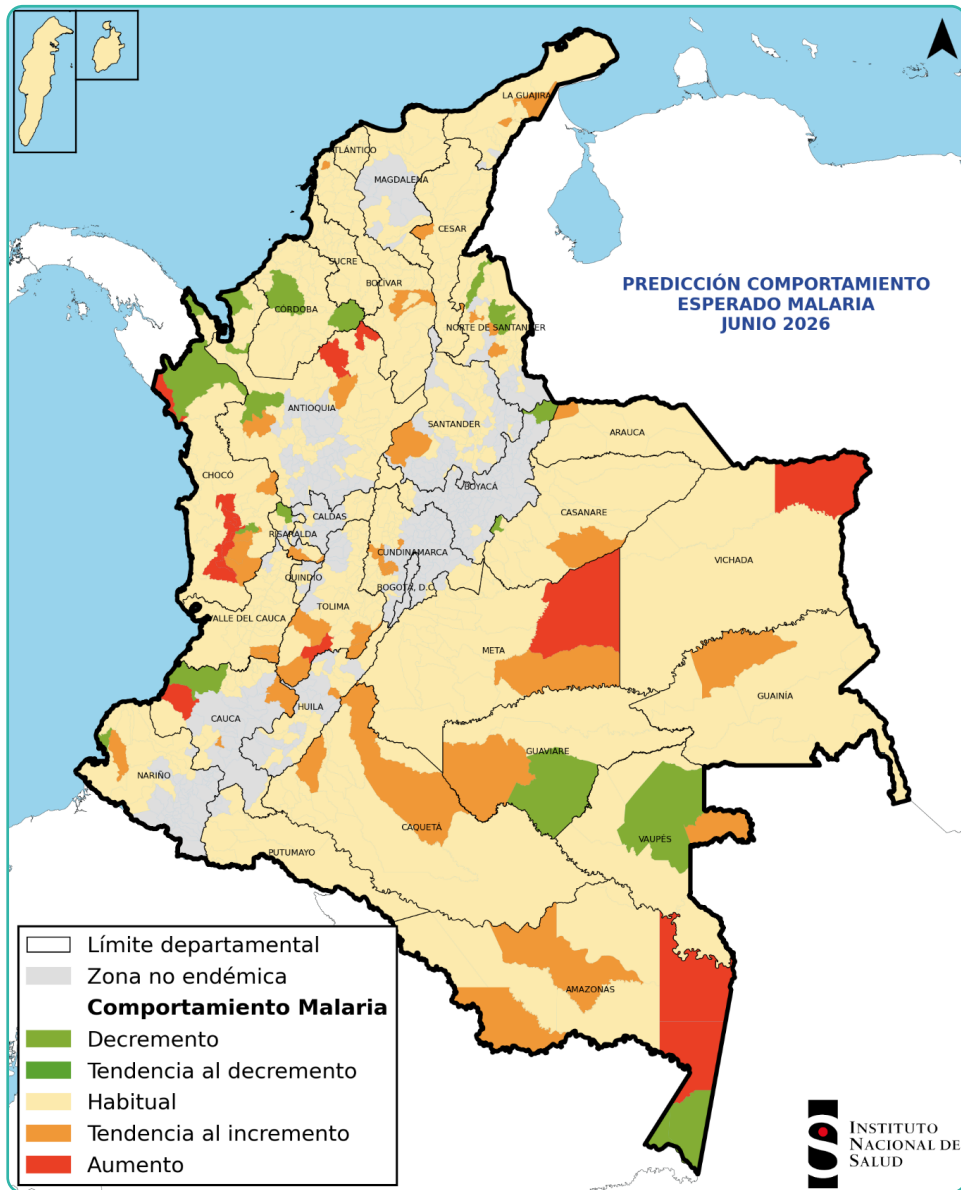 PREDICCIÓN COMPORTAMIENTO
ESPERADO MALARIA
JUNIO 2026
LA GUAJIRA
ATLÁNTICO
MAGDALENA
CESAR
SUCRE
BOLÍVAR
CÓRDOBA
NORTE DE SANTANDER
ANTIOQUIA
SANTANDER
ARAUCA
CHOCÓ
BOYACÁ
CALDAS
CASANARE
RISARALDA
CUNDINAMARCA
VICHADA
QUINDIO
BOGOTÁ, D.C.
TOLIMA
VALLE DEL CAUCA
META
GUAINÍA
HUILA
CAUCA
GUAVIARE
NARIÑO
CAQUETÁ
VAUPÉS
PUTUMAYO
AMAZONAS
Límite departamental
Zona no endémica
Comportamiento Malaria
Decremento
Tendencia al decremento
Habitual
Tendencia al incremento
Aumento
INSTITUTO
NACIONAL DE
SALUD